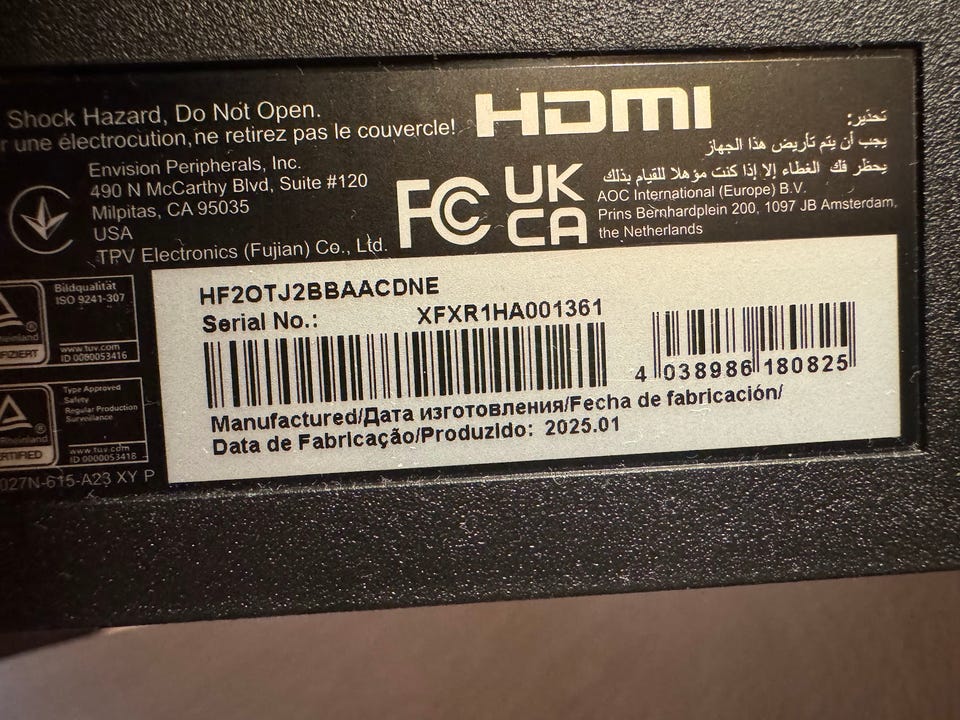 Shock Hazard, Do Not Open.
r une électrocution,ne retirez pas le couvercle!
HDMI
تحذير:
يجب أن يتم تأريض هذا الجهاز
يحظر فك الغطاء إلا إذا كنت مؤهلا للقيام بذلك
Envision Peripherals, Inc.
490 N McCarthy Blvd, Suite #120
Milpitas, CA 95035
USA
TPV Electronics (Fujian) Co., Ltd.
FC
UK
CA
AOC International (Europe) B.V.
Prins Bernhardplein 200, 1097 JB Amsterdam,
the Netherlands
Bildqualität
ISO 9241-307
www.tuv.com
ID 0000053416
heinland
FIZIERT
Type Approved
Safety
Regular Production
Surveillance
www.tuv.com
ID 0000053418
Rheinland
RTIFIED
027N-615-A23 XY P
HF2OTJ2BBAACDNE
Serial No.: XFXR1HA001361
4 038986 180825
Manufactured/Дата изготовления/Fecha de fabricación/
Data de Fabricação/Produzido: 2025.01